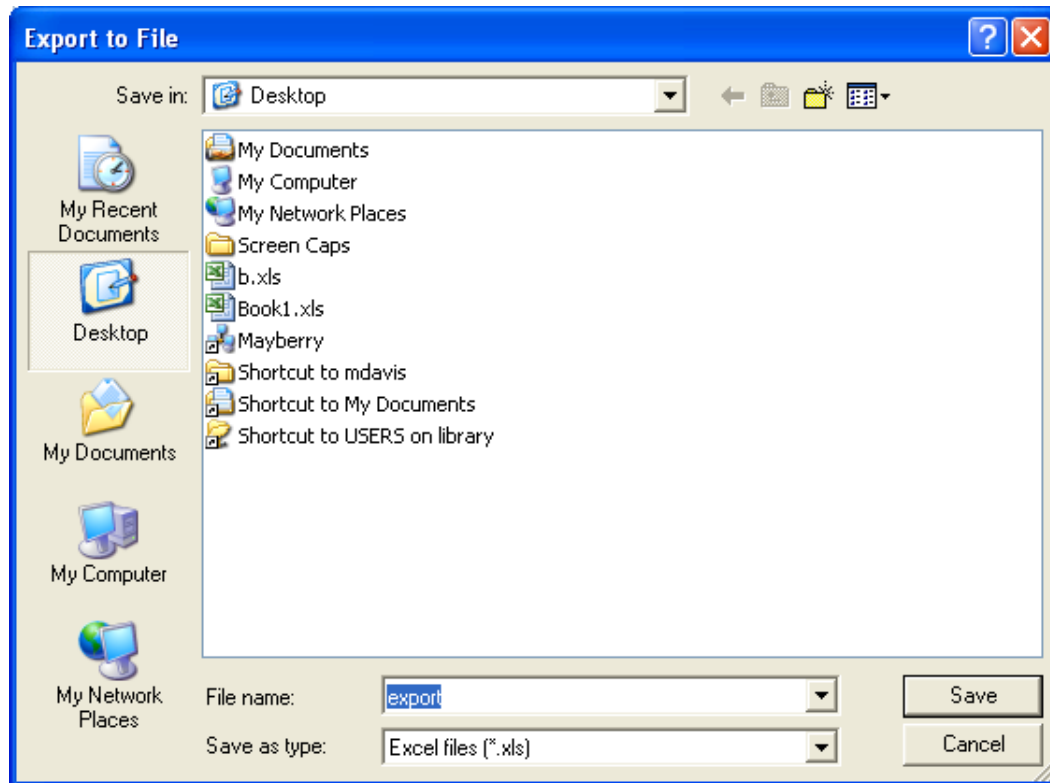 Export to File
Save in:
Desktop
My Recent
Documents
Desktop
My Documents
My Computer
My Network
Places
My Documents
My Computer
My Network Places
Screen Caps
b.xls
Book1.xls
Mayberry
Shortcut to mdavis
Shortcut to My Documents
Shortcut to USERS on library
File name:
export
Save
Save as type:
Excel files (*.xls)
Cancel